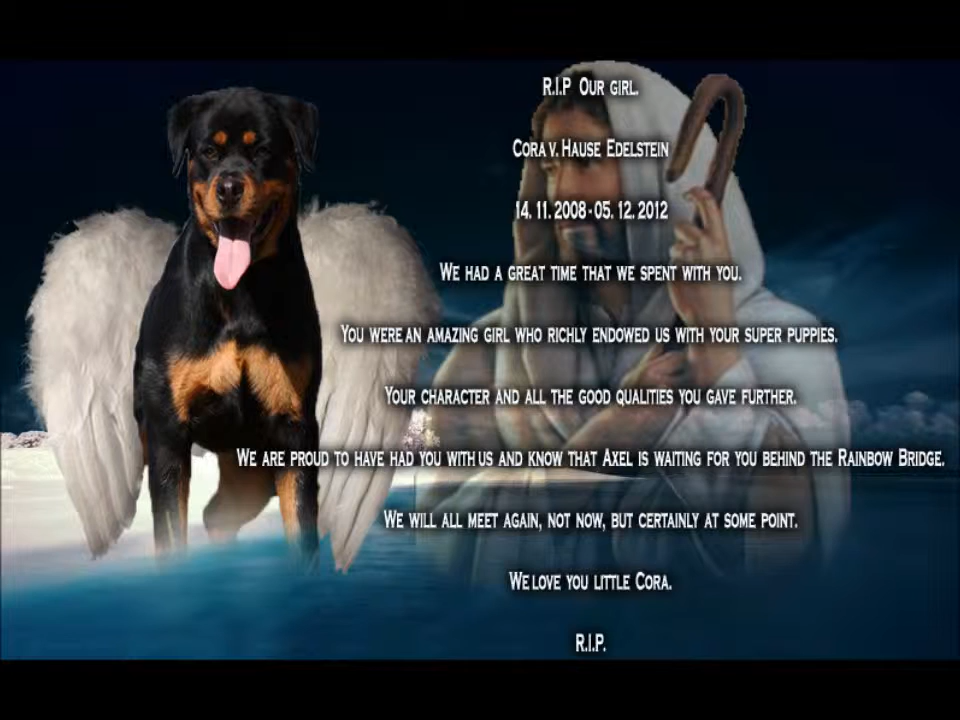 R.I.P Our girl.
Cora v. Hause Edelstein
14. 11. 2008 - 05. 12. 2012
We had a great time that we spent with you.
You were an amazing girl who richly endowed us with your super puppies.
Your character and all the good qualities you gave further.
We are proud to have had you with us and know that Axel is waiting for you behind the Rainbow Bridge.
We will all meet again, not now, but certainly at some point.
We love you little Cora.
R.I.P.